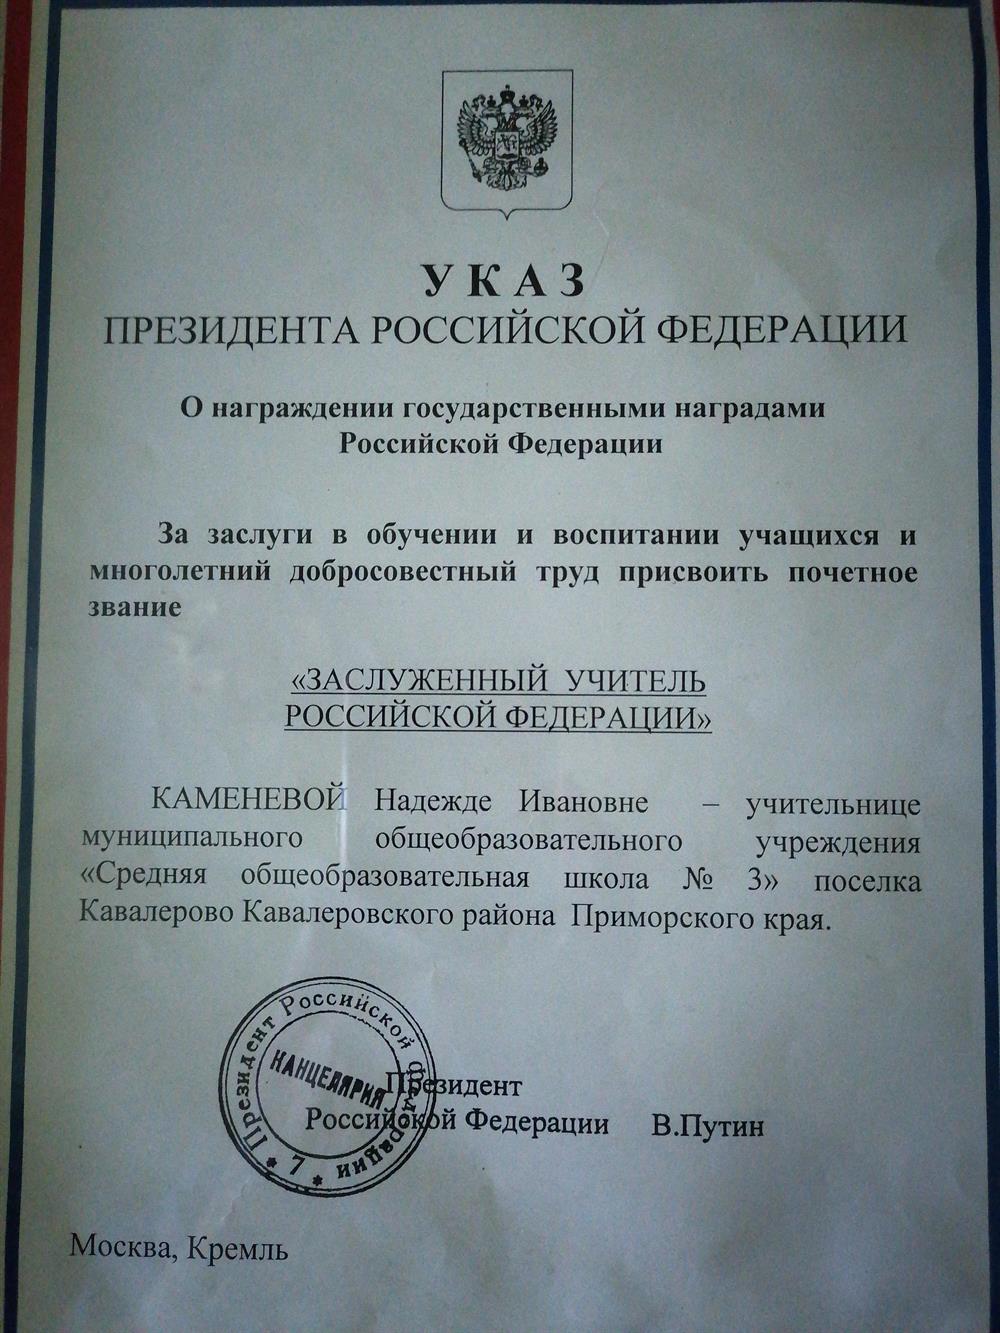 У К А З
ПРЕЗИДЕНТА РОССИЙСКОЙ ФЕДЕРАЦИИ
О награждении государственными наградами
Российской Федерации
За заслуги в обучении и воспитании учащихся и
многолетний добросовестный труд присвоить почетное
звание
«ЗАСЛУЖЕННЫЙ УЧИТЕЛЬ
РОССИЙСКОЙ ФЕДЕРАЦИИ»
КАМЕНЕВОЙ Надежде Ивановне – учительнице
муниципального общеобразовательного учреждения
«Средняя общеобразовательная школа № 3» поселка
Кавалерово Кавалеровского района Приморского края.
* Президент Российской Федерации * 7
КАНЦЕЛЯРИЯ
Президент
Российской Федерации В.Путин
Москва, Кремль